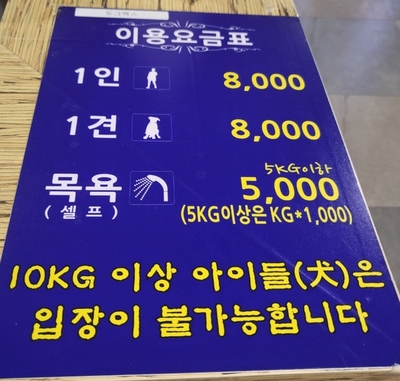 이용요금표
1인 8,000
1견 8,000
5KG이하
목욕 5,000
(셀프) (5KG이상은KG*1,000)
10KG 이상 아이들(犬)은
입장이 불가능합니다